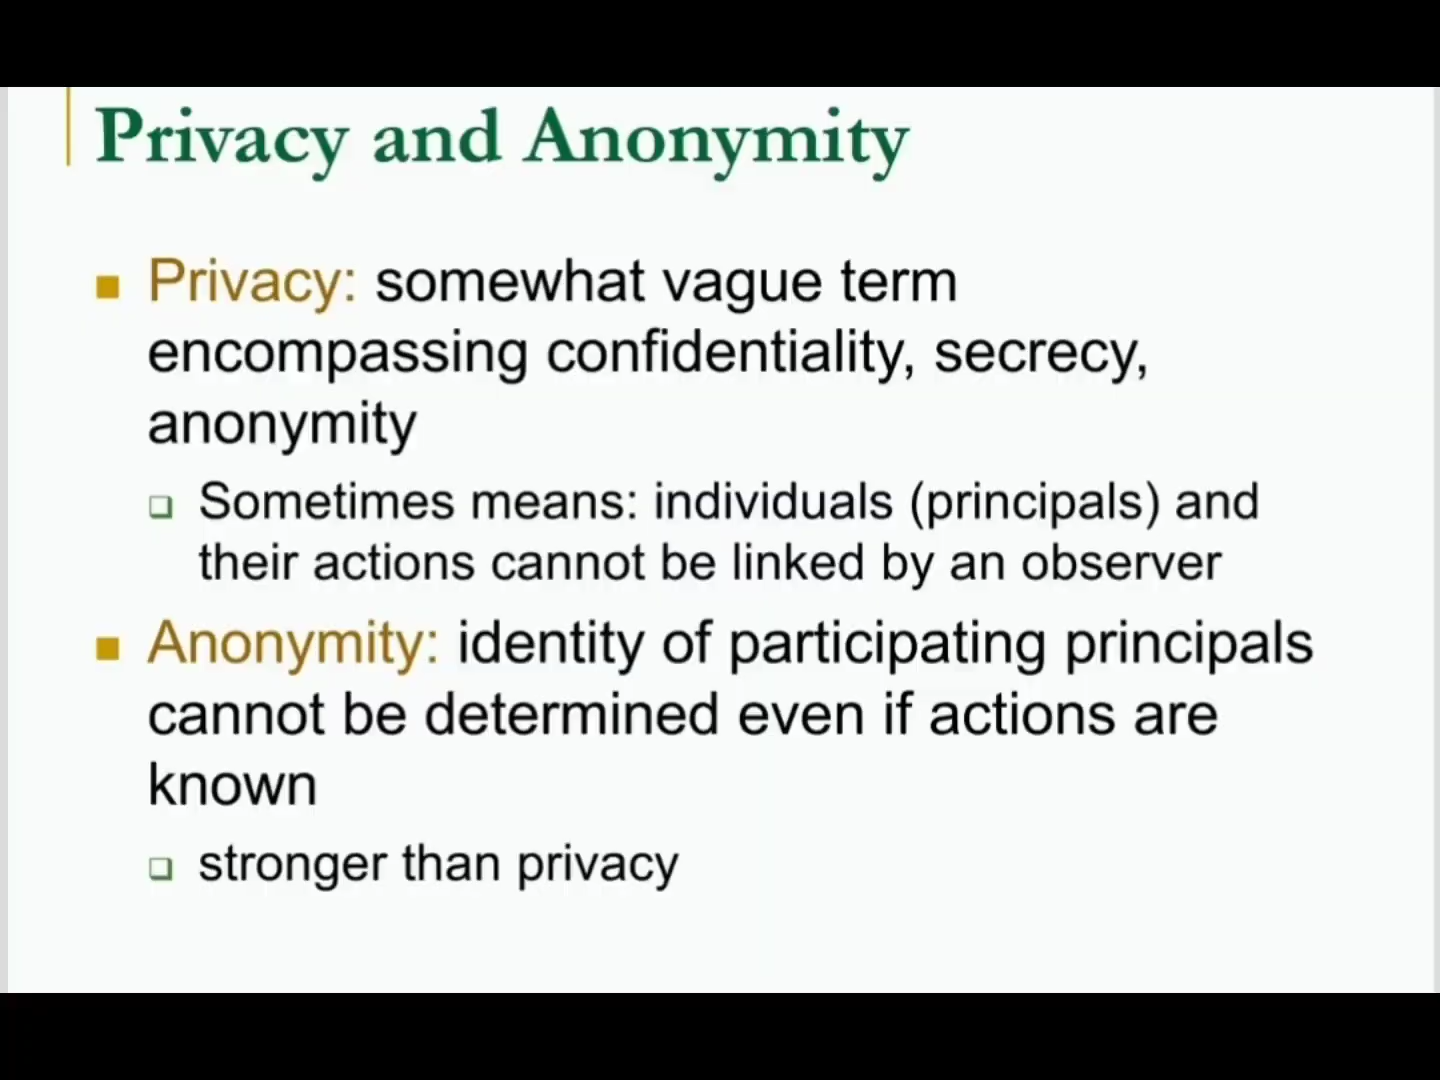 Privacy and Anonymity
Privacy: somewhat vague term
encompassing confidentiality, secrecy,
anonymity
Sometimes means: individuals (principals) and
their actions cannot be linked by an observer
Anonymity: identity of participating principals
cannot be determined even if actions are
known
stronger than privacy